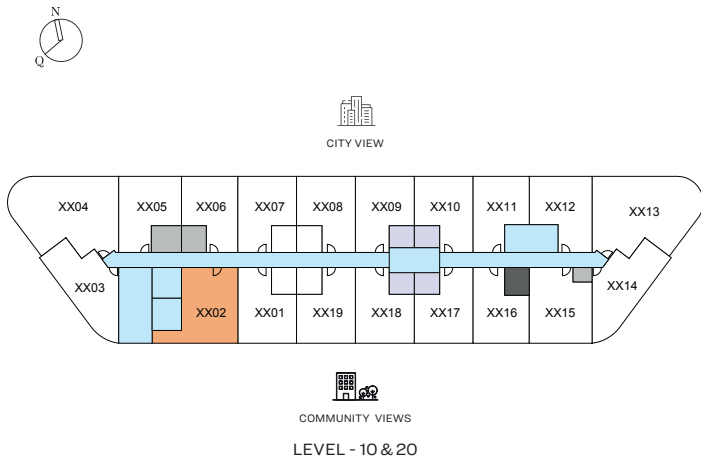 N
Q
CITY VIEW
XX04 XX05 XX06 XX07 XX08 XX09 XX10 XX11 XX12 XX13
XX03 XX14
XX02 XX01 XX19 XX18 XX17 XX16 XX15
COMMUNITY VIEWS
LEVEL - 10 & 20